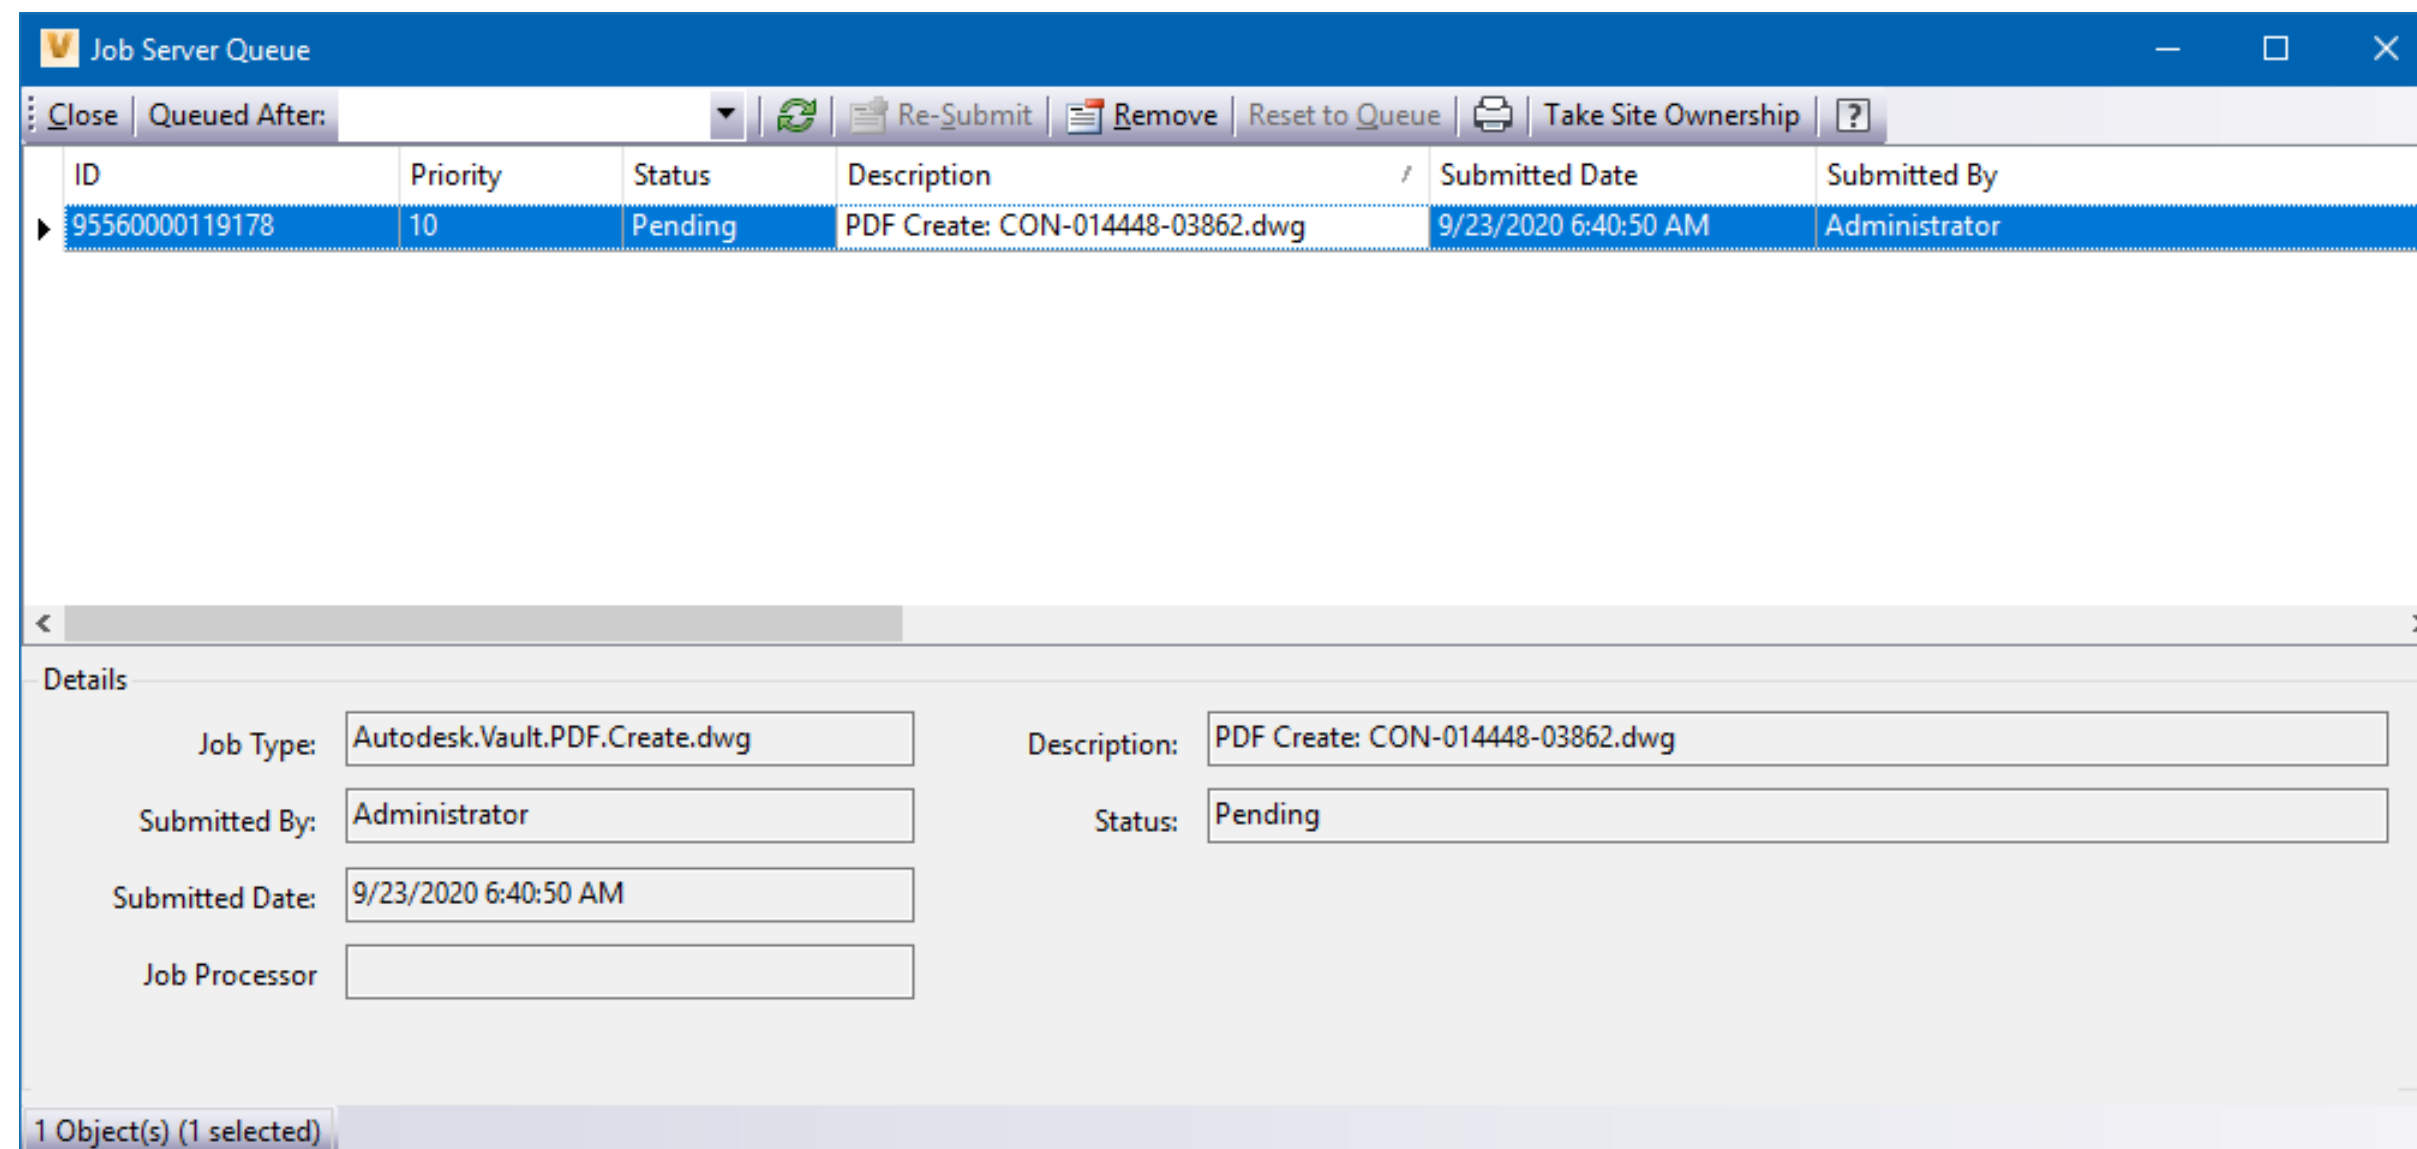 Job Server Queue
Close Queued After: Re-Submit Remove Reset to Queue Take Site Ownership ?
ID Priority Status Description / Submitted Date Submitted By
95560000119178 10 Pending PDF Create: CON-014448-03862.dwg 9/23/2020 6:40:50 AM Administrator
Details
Job Type: Autodesk.Vault.PDF.Create.dwg Description: PDF Create: CON-014448-03862.dwg
Submitted By: Administrator Status: Pending
Submitted Date: 9/23/2020 6:40:50 AM
Job Processor
1 Object(s) (1 selected)